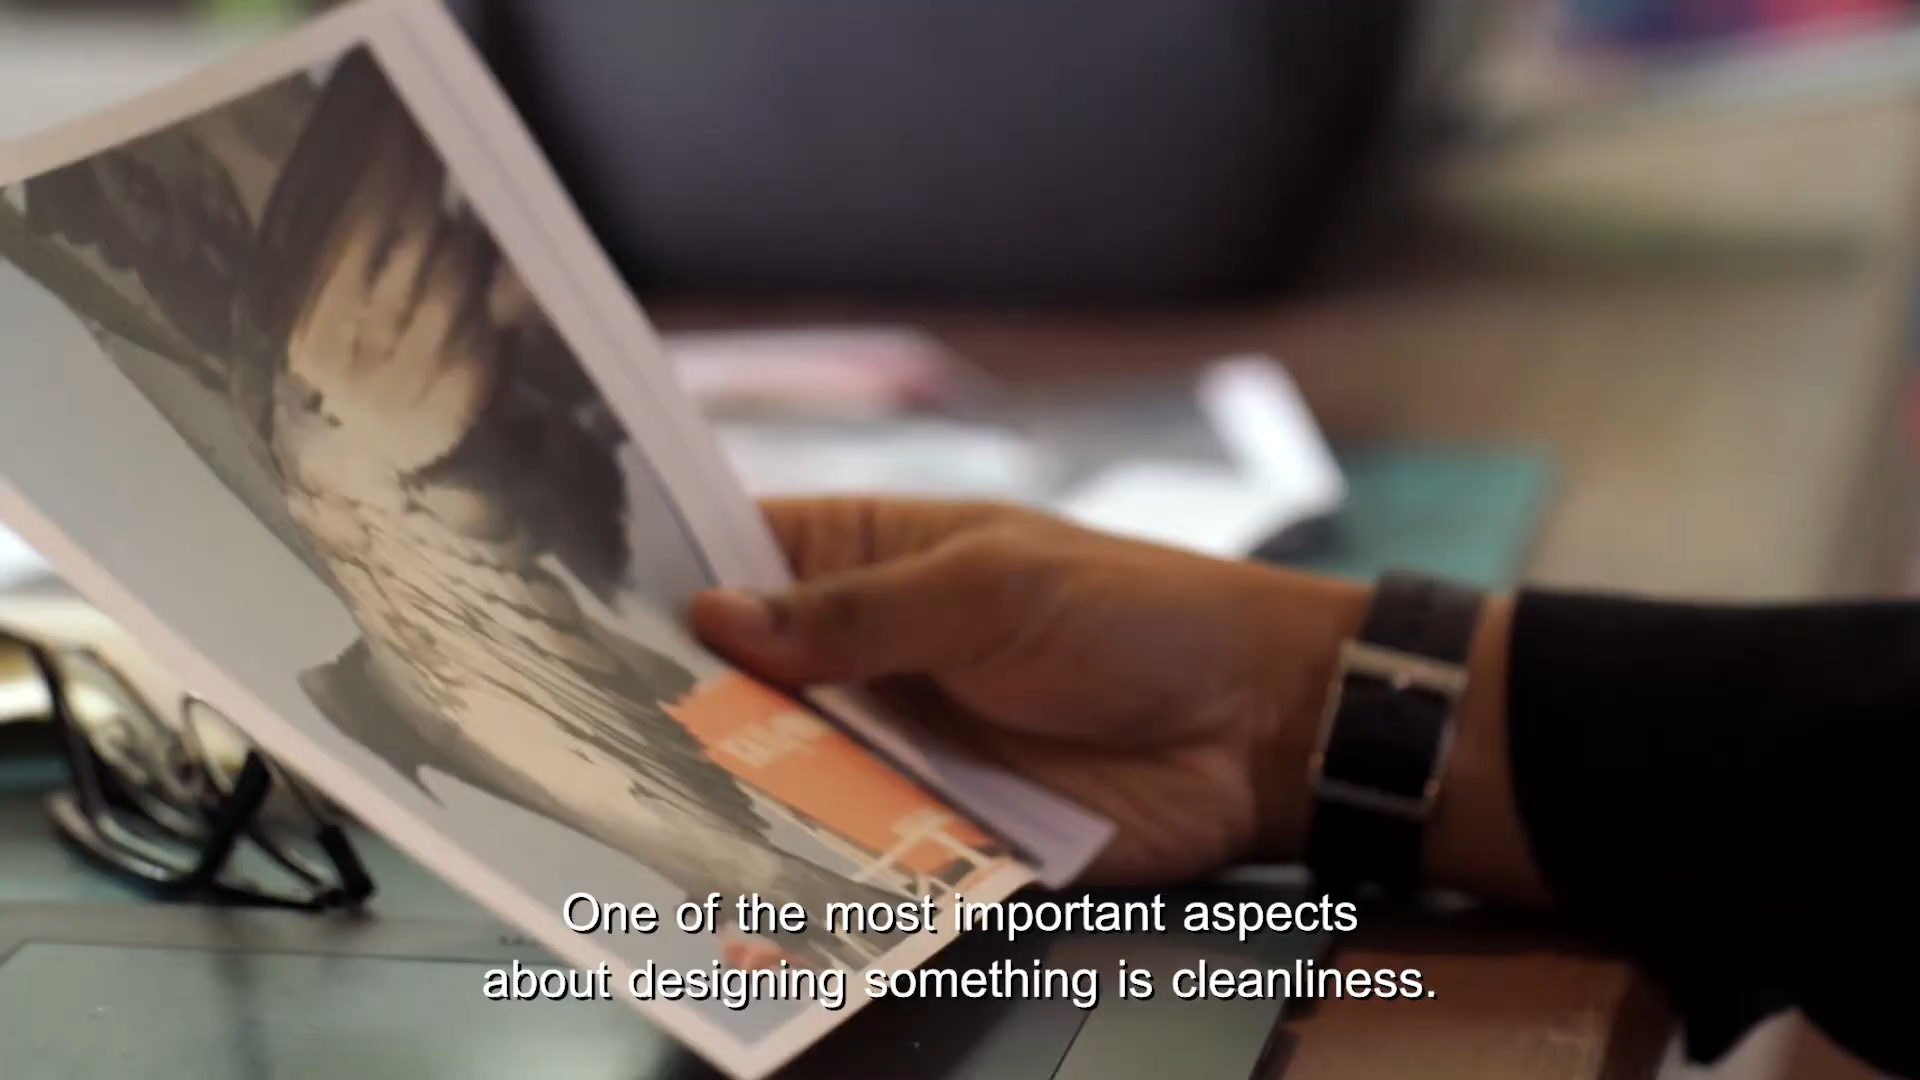 One of the most important aspects
about designing something is cleanliness.